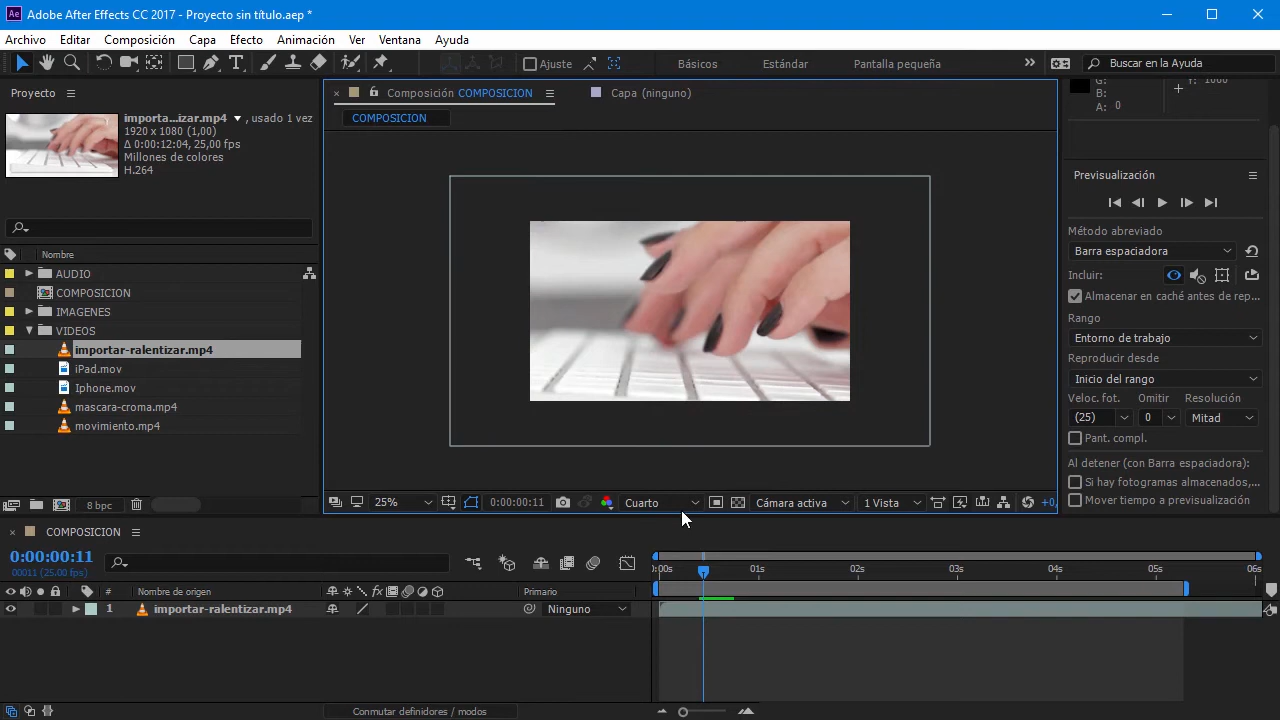 Ae Adobe After Effects CC 2017 - Proyecto sin título.aep *
Archivo Editar Composición Capa Efecto Animación Ver Ventana Ayuda
Ajuste Básicos Estándar Pantalla pequeña » Buscar en la Ayuda
Proyecto
importa...izar.mp4 , usado 1 vez
1920 x 1080 (1,00)
Δ 0:00:12:04, 25,00 fps
Millones de colores
H.264
Nombre
AUDIO
COMPOSICION
IMAGENES
VIDEOS
importar-ralentizar.mp4
iPad.mov
Iphone.mov
mascara-croma.mp4
movimiento.mp4
8 bpc
Composición COMPOSICION Capa (ninguno)
COMPOSICION
25% 0:00:00:11 Cuarto Cámara activa 1 Vista +0,
G:
B:
A: 0
Previsualización
Método abreviado
Barra espaciadora
Incluir:
Almacenar en caché antes de rep...
Rango
Entorno de trabajo
Reproducir desde
Inicio del rango
Veloc. fot. Omitir Resolución
(25) 0 Mitad
Pant. compl.
Al detener (con Barra espaciadora):
Si hay fotogramas almacenados,...
Mover tiempo a previsualización
COMPOSICION
0:00:00:11
00011 (25.00 fps)
# Nombre de origen fx Primario
1 importar-ralentizar.mp4 Ninguno
:00s 01s 02s 03s 04s 05s 06s
Conmutar definidores / modos